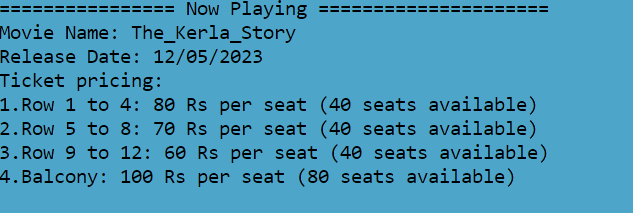 ================ Now Playing =====================
Movie Name: The_Kerla_Story
Release Date: 12/05/2023
Ticket pricing:
1.Row 1 to 4: 80 Rs per seat (40 seats available)
2.Row 5 to 8: 70 Rs per seat (40 seats available)
3.Row 9 to 12: 60 Rs per seat (40 seats available)
4.Balcony: 100 Rs per seat (80 seats available)